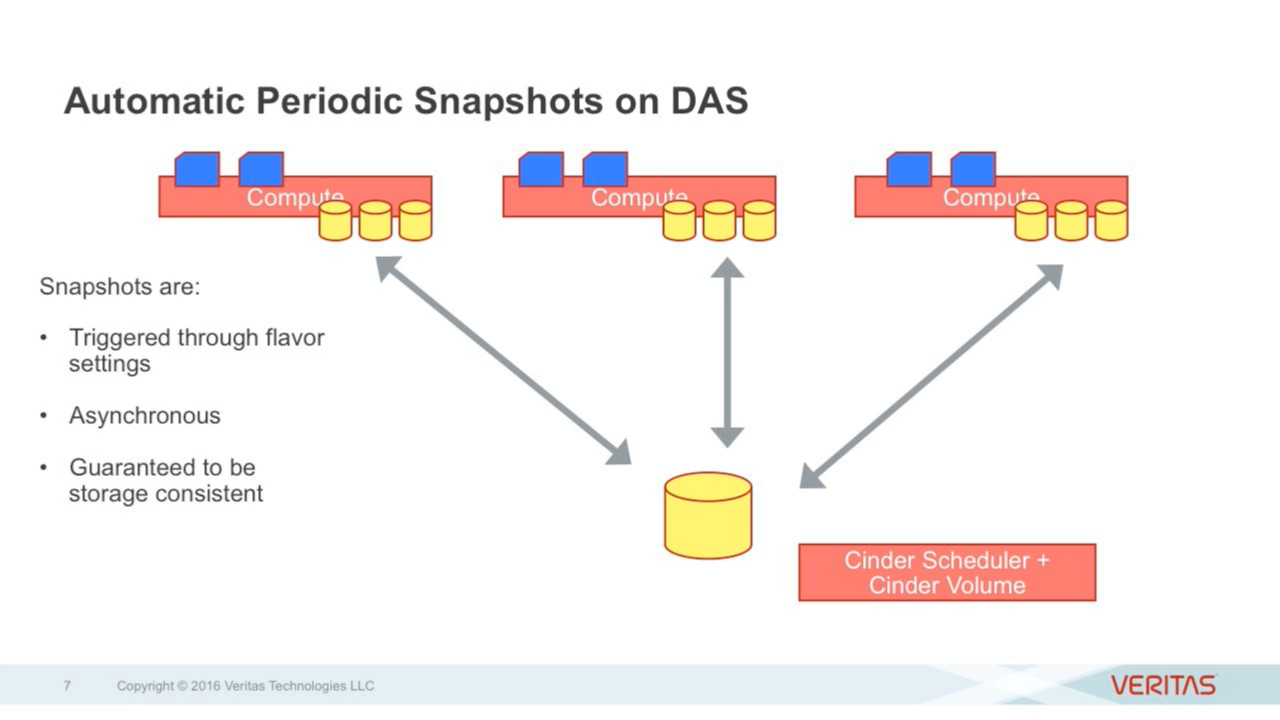 Automatic Periodic Snapshots on DAS
Compute
Compute
Compute
Snapshots are:
• Triggered through flavor
settings
• Asynchronous
• Guaranteed to be
storage consistent
Cinder Scheduler +
Cinder Volume
7
Copyright © 2016 Veritas Technologies LLC
VERITAS